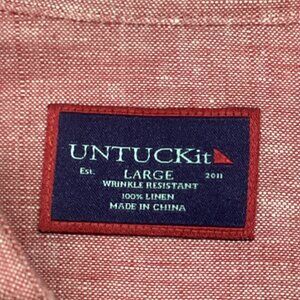 UNTUCKit
Est. LARGE 2011
WRINKLE RESISTANT
100% LINEN
MADE IN CHINA